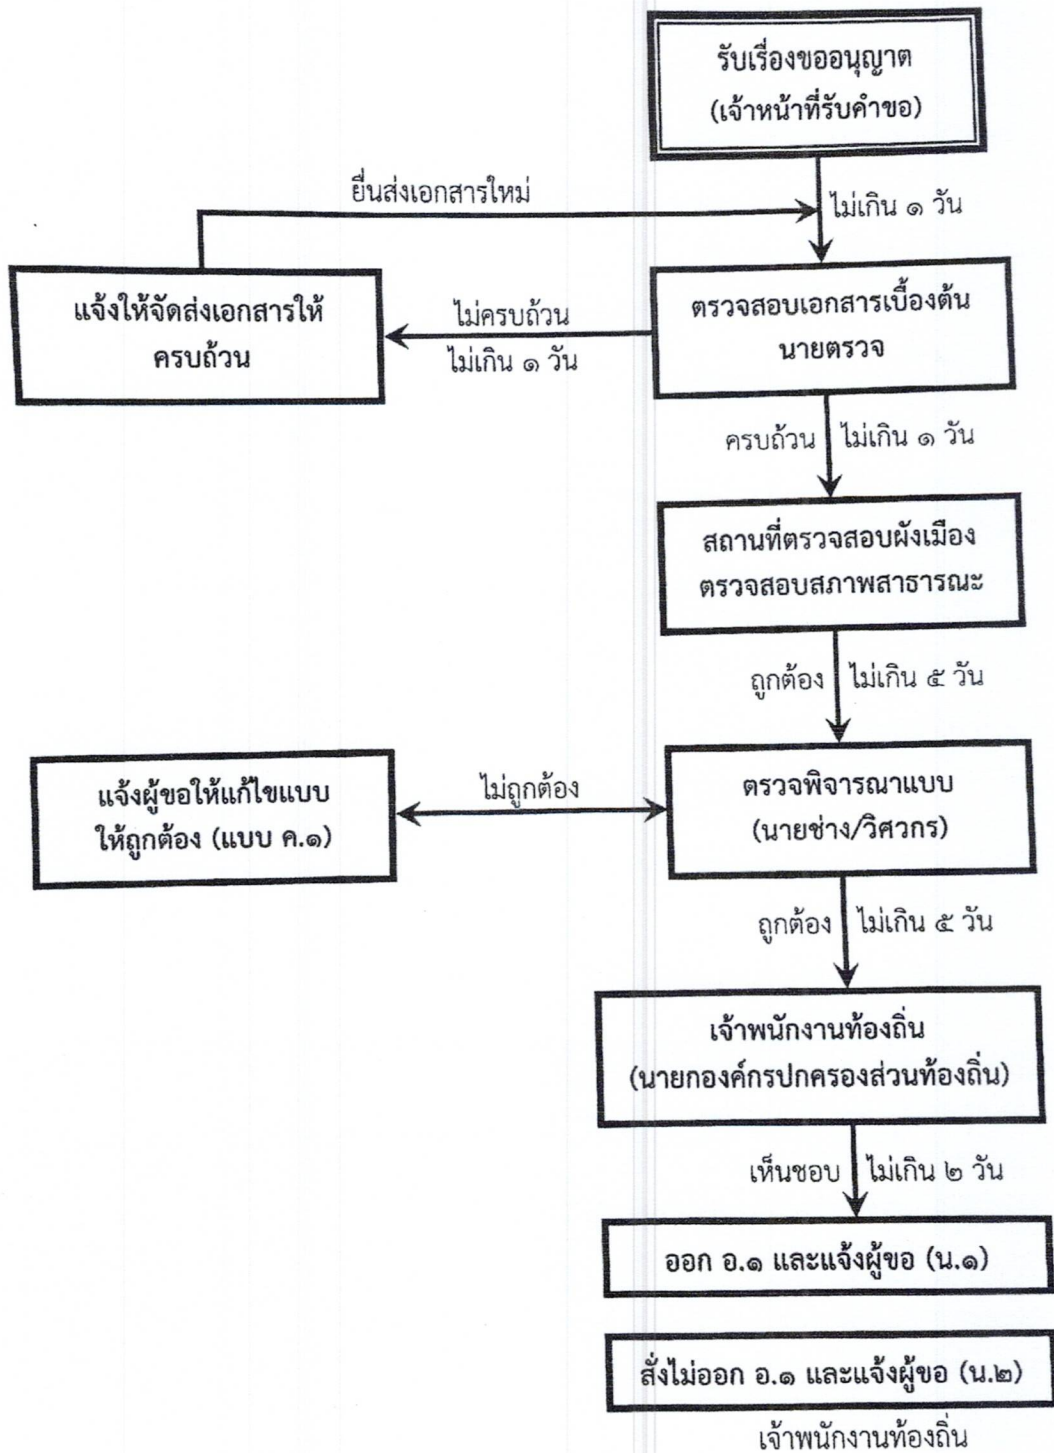 รับเรื่องขออนุญาต
(เจ้าหน้าที่รับคำขอ)
ยื่นส่งเอกสารใหม่
ไม่เกิน ๑ วัน
แจ้งให้จัดส่งเอกสารให้
ครบถ้วน
ไม่ครบถ้วน
ไม่เกิน ๑ วัน
ตรวจสอบเอกสารเบื้องต้น
นายตรวจ
ครบถ้วน ไม่เกิน ๑ วัน
สถานที่ตรวจสอบผังเมือง
ตรวจสอบสภาพสาธารณะ
ถูกต้อง ไม่เกิน ๕ วัน
แจ้งผู้ขอให้แก้ไขแบบ
ให้ถูกต้อง (แบบ ค.๑)
ไม่ถูกต้อง
ตรวจพิจารณาแบบ
(นายช่าง/วิศวกร)
ถูกต้อง ไม่เกิน ๕ วัน
เจ้าพนักงานท้องถิ่น
(นายกองค์กรปกครองส่วนท้องถิ่น)
เห็นชอบ ไม่เกิน ๒ วัน
ออก อ.๑ และแจ้งผู้ขอ (น.๑)
สั่งไม่ออก อ.๑ และแจ้งผู้ขอ (น.๒)
เจ้าพนักงานท้องถิ่น